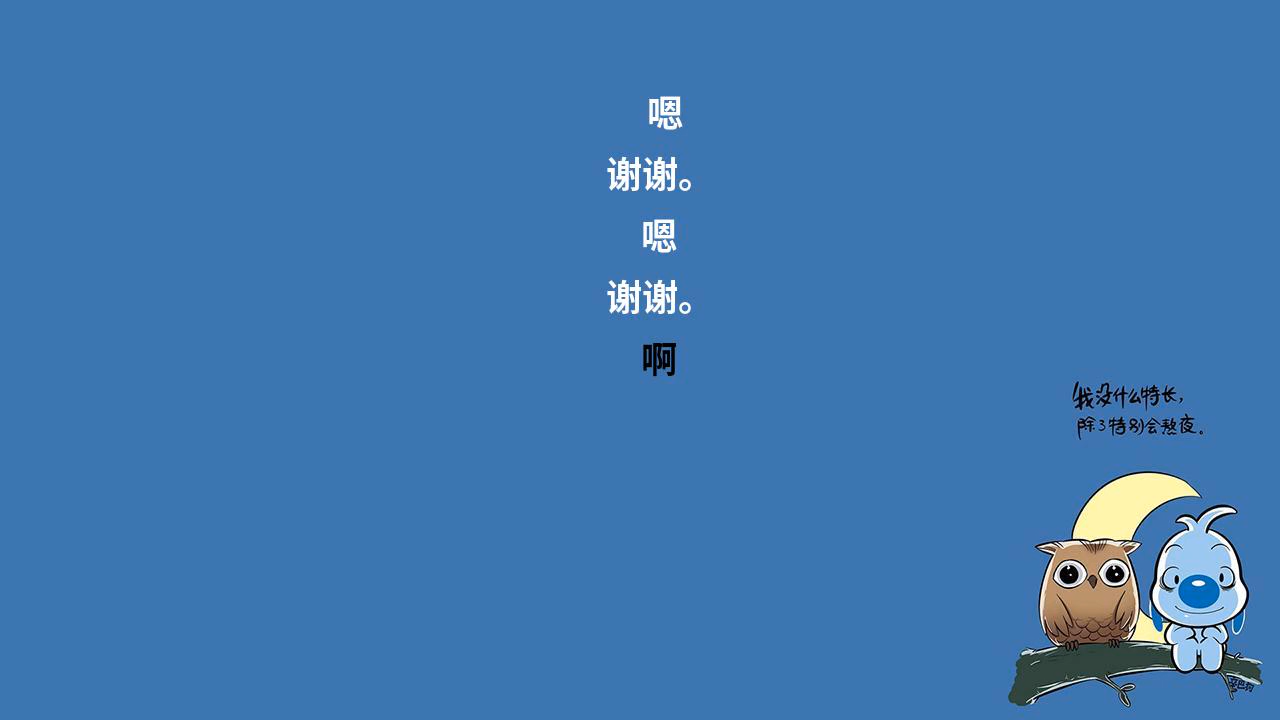 嗯
谢谢。
嗯
谢谢。
啊
我没什么特长，
除了特别会熬夜。